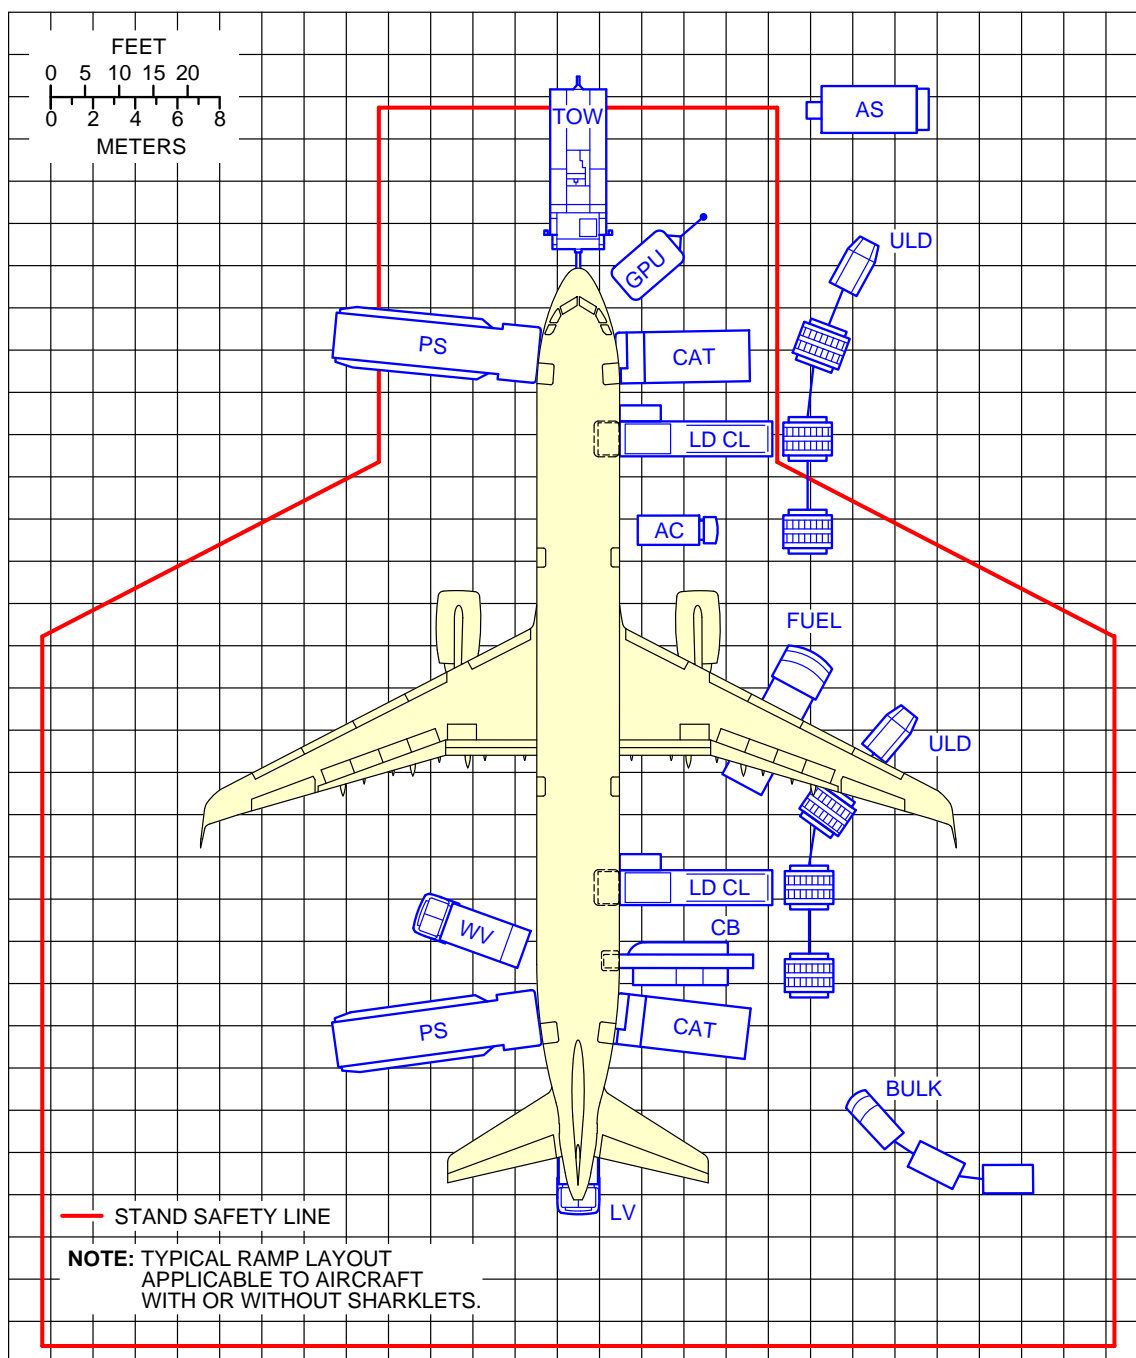 FEET
0 5 10 15 20
0 2 4 6 8
METERS
TOW
AS
ULD
GPU
PS
CAT
LD CL
AC
FUEL
ULD
LD CL
CB
WV
PS
CAT
BULK
LV
STAND SAFETY LINE
NOTE: TYPICAL RAMP LAYOUT
APPLICABLE TO AIRCRAFT
WITH OR WITHOUT SHARKLETS.